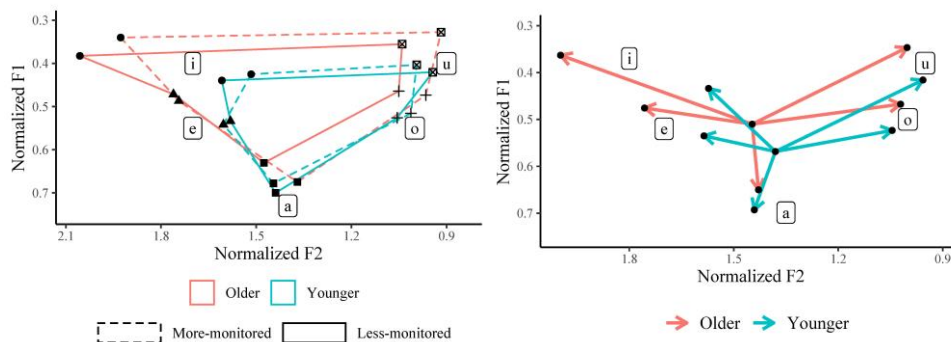 0.3
0.4
0.5
0.6
0.7
Normalized F1
i
e
a
o
u
2.1 1.8 1.5 1.2 0.9
Normalized F2
Older Younger
More-monitored Less-monitored
0.3
0.4
0.5
0.6
0.7
Normalized F1
i
e
a
o
u
1.8 1.5 1.2 0.9
Normalized F2
Older Younger